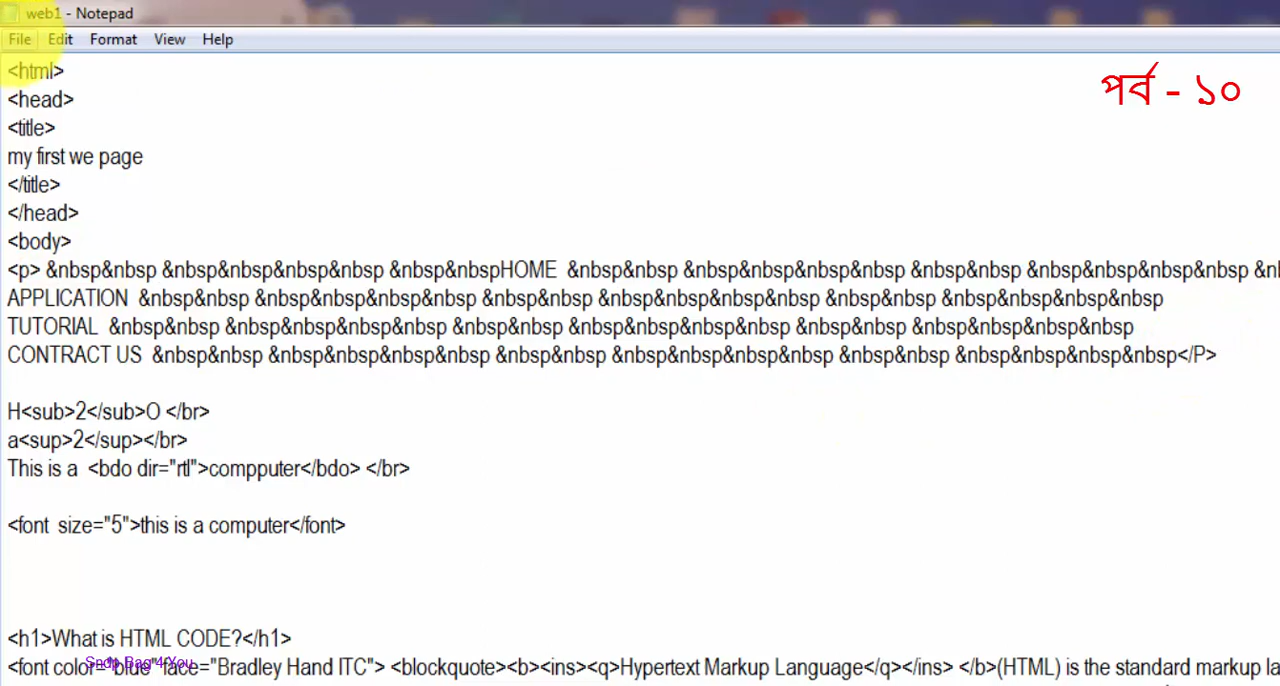 web1 - Notepad
File Edit Format View Help
<html>
পর্ব - ১০
<head>
<title>
my first we page
</title>
</head>
<body>
<p> &nbsp&nbsp &nbsp&nbsp&nbsp&nbsp &nbsp&nbspHOME &nbsp&nbsp &nbsp&nbsp&nbsp&nbsp &nbsp&nbsp &nbsp&nbsp&nbsp&nbsp
APPLICATION &nbsp&nbsp &nbsp&nbsp&nbsp&nbsp &nbsp&nbsp &nbsp&nbsp&nbsp&nbsp &nbsp&nbsp &nbsp&nbsp&nbsp&nbsp
TUTORIAL &nbsp&nbsp &nbsp&nbsp&nbsp&nbsp &nbsp&nbsp &nbsp&nbsp&nbsp&nbsp &nbsp&nbsp &nbsp&nbsp&nbsp&nbsp
CONTRACT US &nbsp&nbsp &nbsp&nbsp&nbsp&nbsp &nbsp&nbsp &nbsp&nbsp&nbsp&nbsp &nbsp&nbsp &nbsp&nbsp&nbsp&nbsp</P>
H<sub>2</sub>O </br>
a<sup>2</sup></br>
This is a <bdo dir="rtl">compputer</bdo> </br>
<font size="5">this is a computer</font>
<h1>What is HTML CODE?</h1>
<font color="blue" face="Bradley Hand ITC"> <blockquote><b><ins><q>Hypertext Markup Language</q></ins> </b>(HTML) is the standard markup